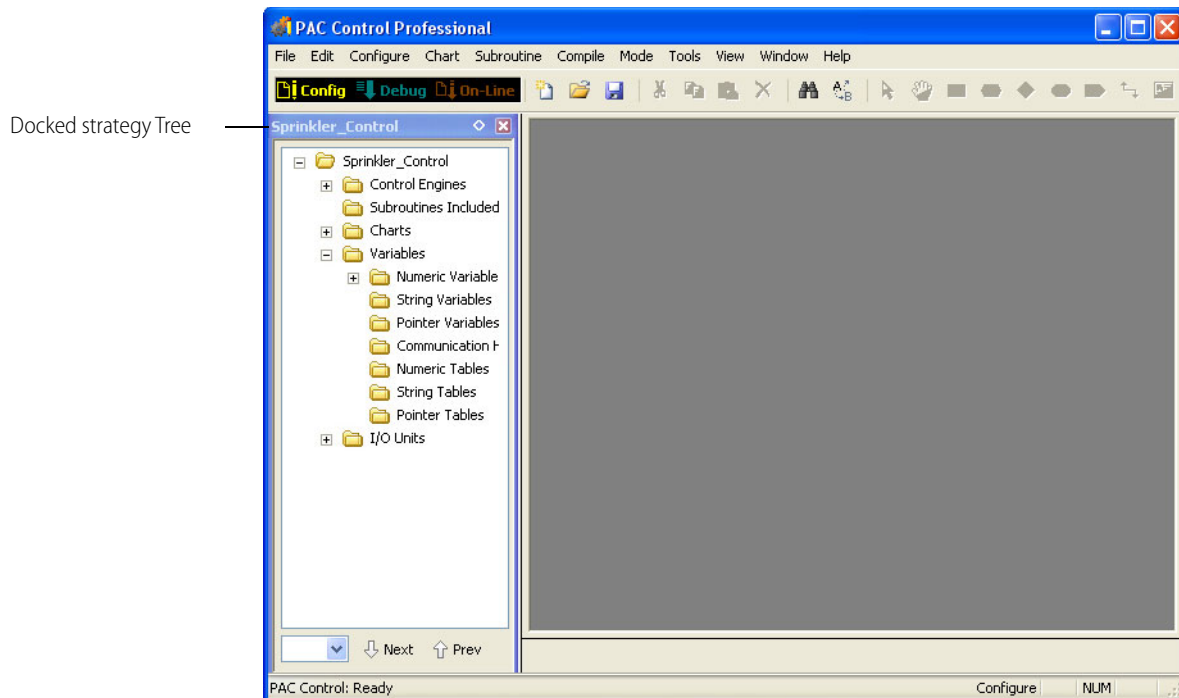 PAC Control Professional
File Edit Configure Chart Subroutine Compile Mode Tools View Window Help
Config Debug On-Line
Docked strategy Tree
Sprinkler_Control
Sprinkler_Control
Control Engines
Subroutines Included
Charts
Variables
Numeric Variable
String Variables
Pointer Variables
Communication H
Numeric Tables
String Tables
Pointer Tables
I/O Units
Next Prev
PAC Control: Ready Configure NUM